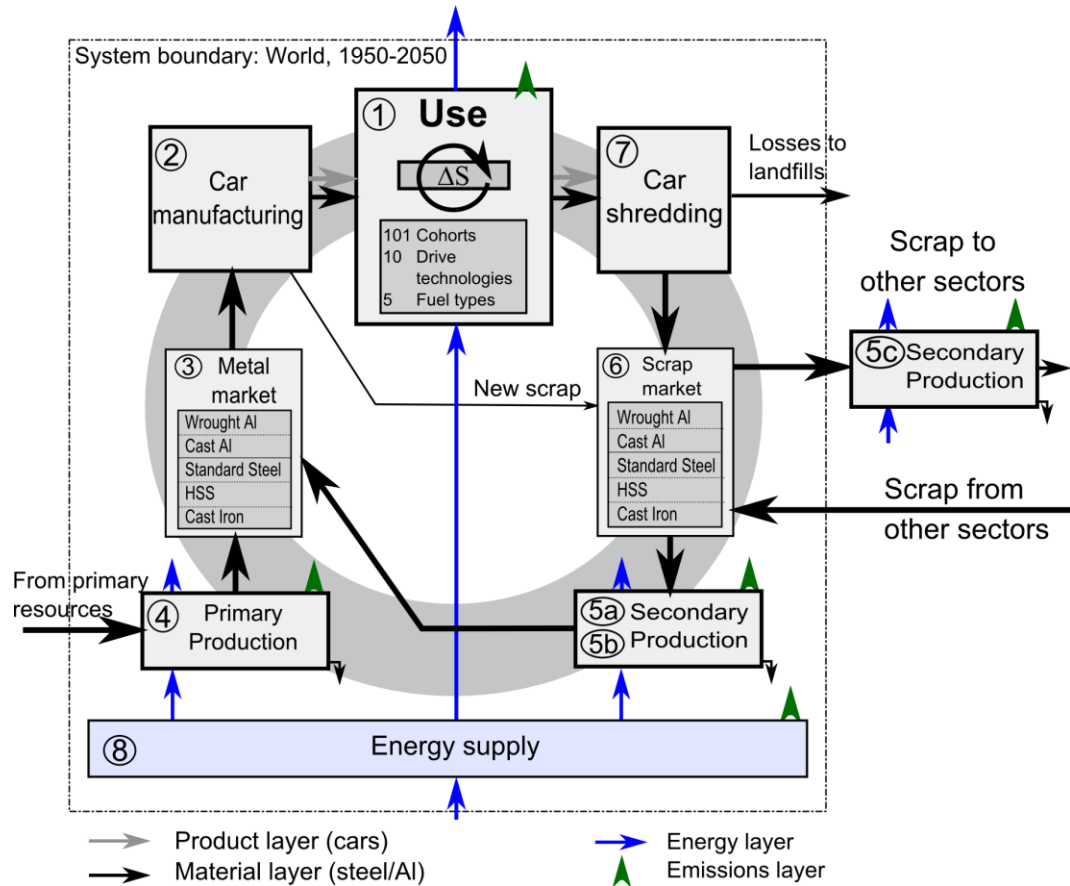 System boundary: World, 1950-2050
① Use
ΔS
101 Cohorts
10 Drive
technologies
5 Fuel types
② Car
manufacturing
⑦ Car
shredding
Losses to
landfills
Scrap to
other sectors
③ Metal
market
Wrought Al
Cast Al
Standard Steel
HSS
Cast Iron
New scrap
⑥ Scrap
market
Wrought Al
Cast Al
Standard Steel
HSS
Cast Iron
5c Secondary
Production
Scrap from
other sectors
From primary
resources
④ Primary
Production
5a Secondary
5b Production
⑧ Energy supply
Product layer (cars)
Material layer (steel/Al)
Energy layer
Emissions layer